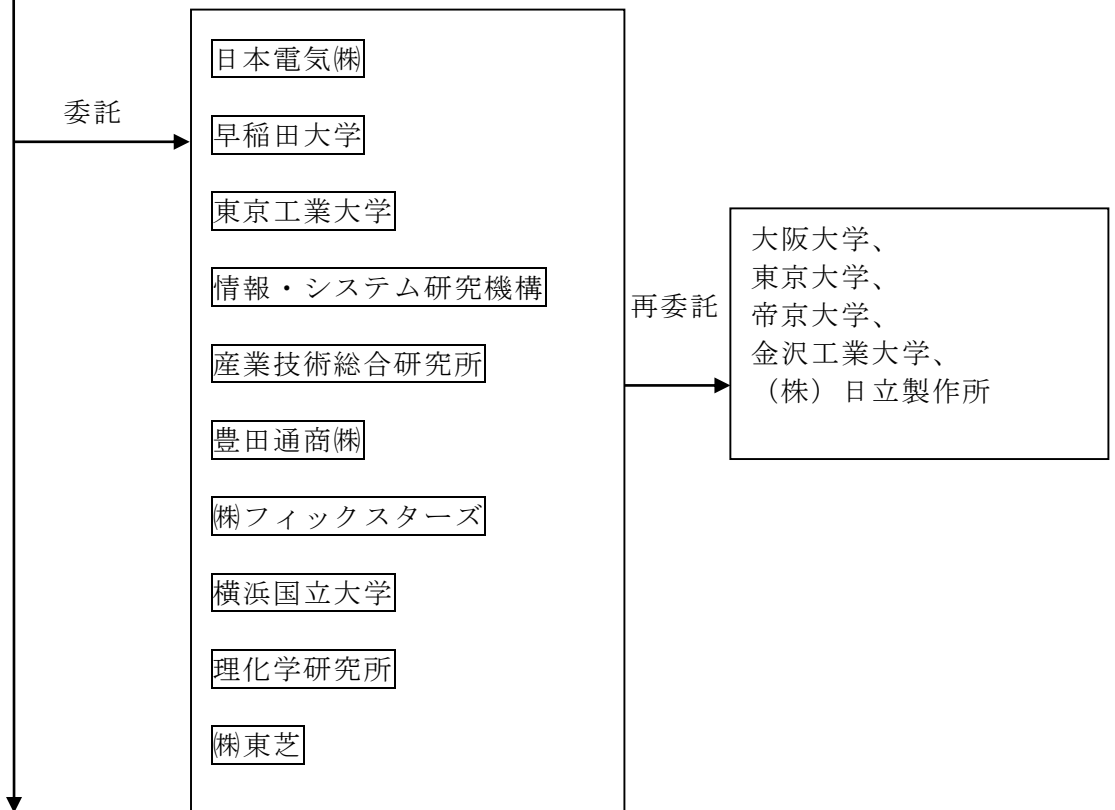 委託
日本電気㈱
早稲田大学
東京工業大学
情報・システム研究機構
産業技術総合研究所
豊田通商㈱
㈱フィックスターズ
横浜国立大学
理化学研究所
㈱東芝
再委託
大阪大学、
東京大学、
帝京大学、
金沢工業大学、
（株）日立製作所